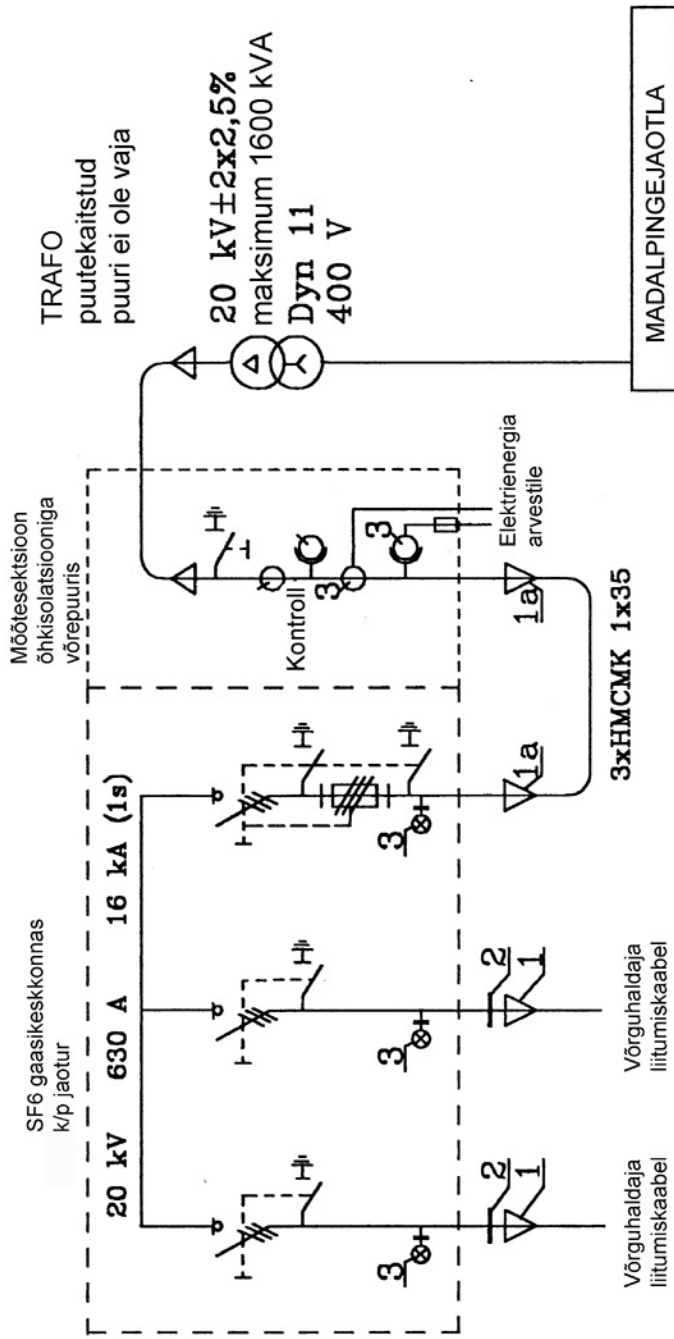 SF6 gaasikeskkonnas
k/p jaotur
20 kV 630 A 16 kA (1s)
3
3
3
2
1
2
1
1a
Võrguhaldaja
liitumiskaabel
Võrguhaldaja
liitumiskaabel
Mõõtesektsioon
õhkisolatsiooniga
võrepuuris
Kontroll
3
3
Elektrienergia
arvestile
1a
3xHMCMK 1x35
TRAFO
puutekaitstud
puuri ei ole vaja
20 kV±2x2,5%
maksimum 1600 kVA
Dyn 11
400 V
MADALPINGEJAOTLA